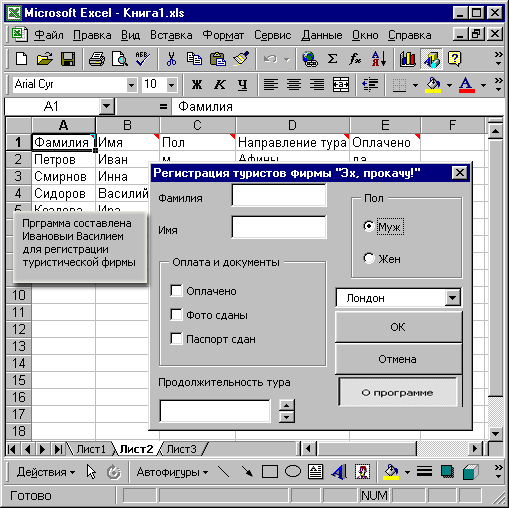 Microsoft Excel - Книга1.xls
Файл Правка Вид Вставка Формат Сервис Данные Окно Справка
Arial Cyr 10 Ж К Ч
A1 = Фамилия
A B C D E F
1 Фамилия Имя Пол Направление тура Оплачено
2 Петров Иван м Афины да
3 Смирнов Инна
4 Сидоров Василий
5 Козлова Ира
Регистрация туристов фирмы "Эх, прокачу!"
Фамилия
Имя
Пол
Муж
Жен
Прграмма составлена
Ивановыи Василием
для регистрации
туристической фирмы
Оплата и документы
Оплачено
Фото сданы
Паспорт сдан
Лондон
OK
Отмена
О программе
Продолжительность тура
10
11
12
13
14
15
16
17
18
Лист1 Лист2 Лист3
Действия Автофигуры
Готово NUM